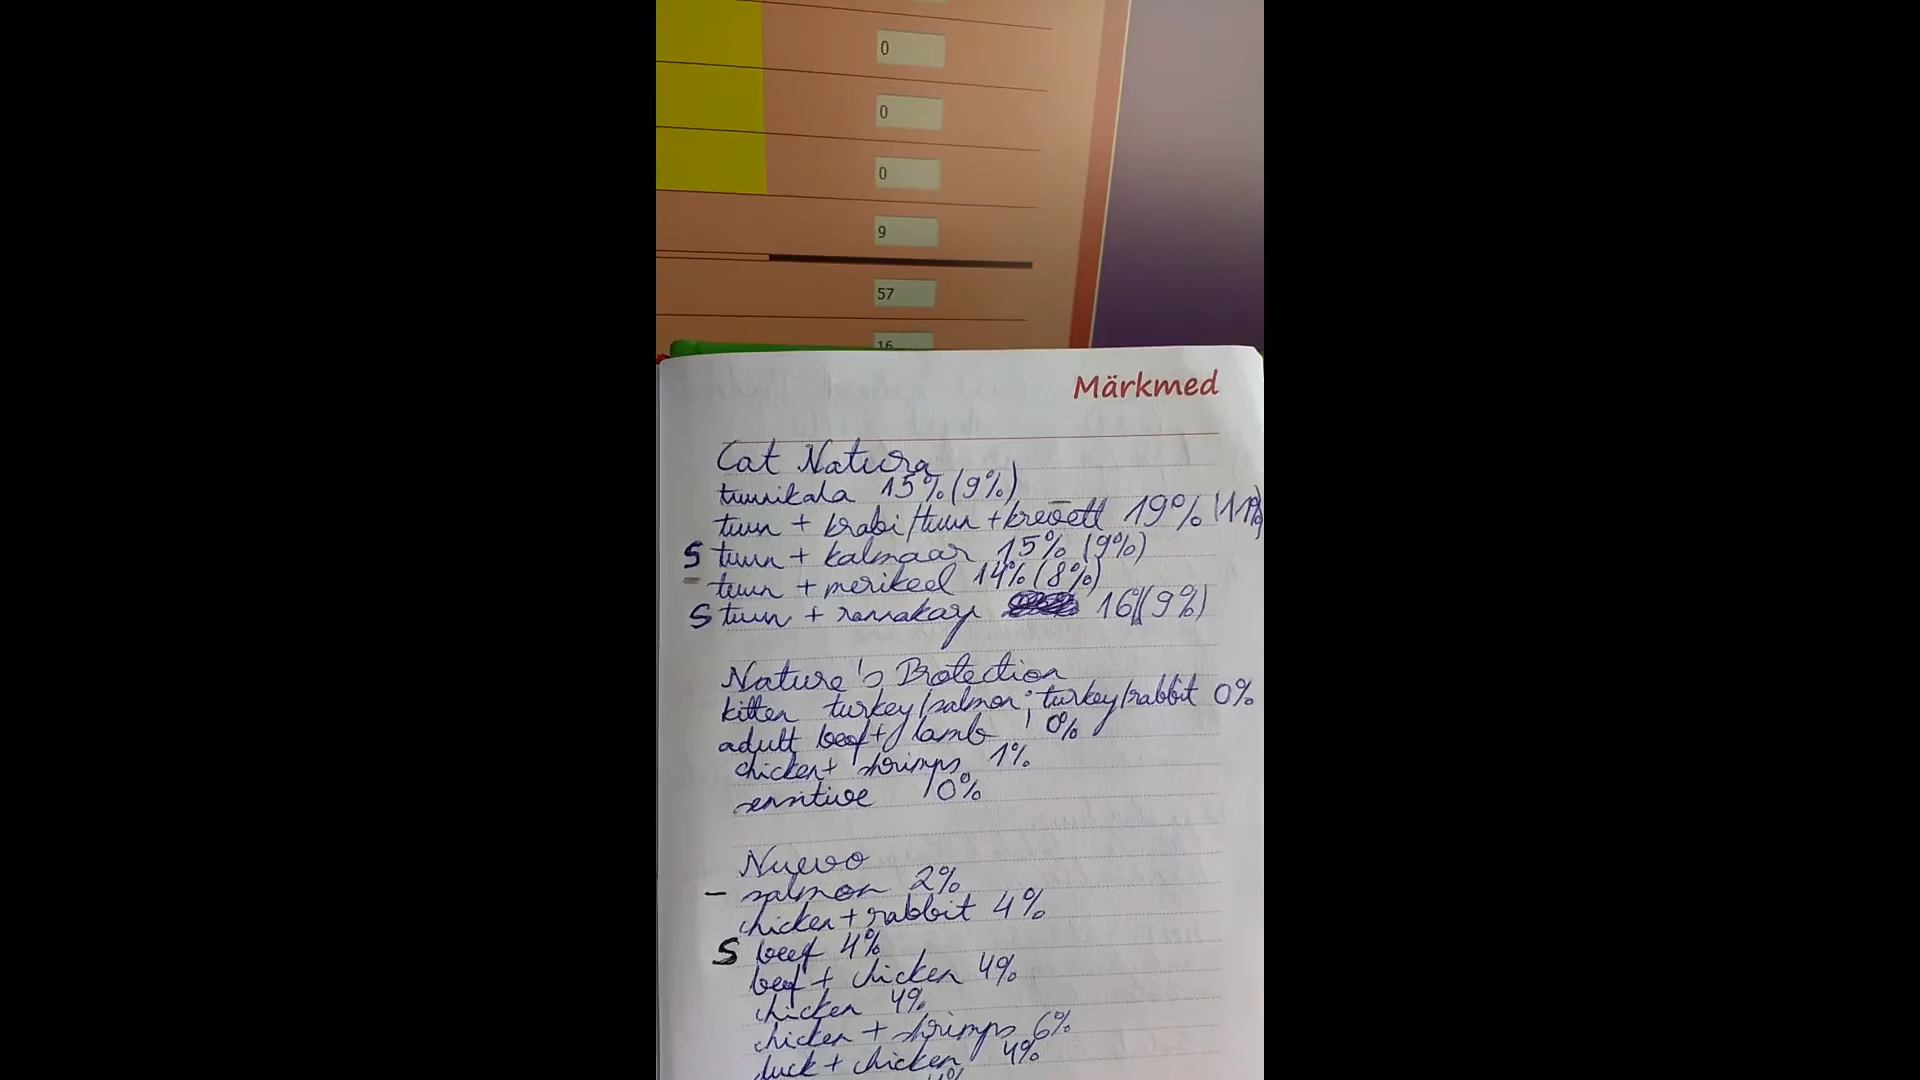 0
0
0
9
57
16
Märkmed
Cat Natura
tuunikala 15% (9%)
tuun + krabi/tuun + krevett 19% (11%)
S tuun + kalmaar 15% (9%)
- tuun + merikeel 14% (8%)
S tuun + rannakarp 16% (9%)
Nature's Protection
kitten turkey/salmon; turkey/rabbit 0%
adult beef + lamb 0%
chicken + shrimps 1%
sensitive 0%
Nuevo
- salmon 2%
chicken + rabbit 4%
S beef 4%
beef + chicken 4%
chicken 4%
chicken + shrimps 6%
duck + chicken 4%